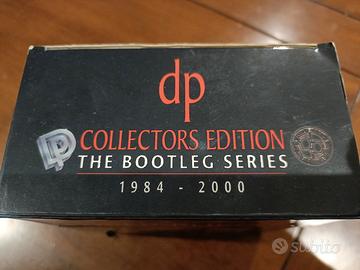 dp
COLLECTORS EDITION
THE BOOTLEG SERIES
1984 - 2000
Subito